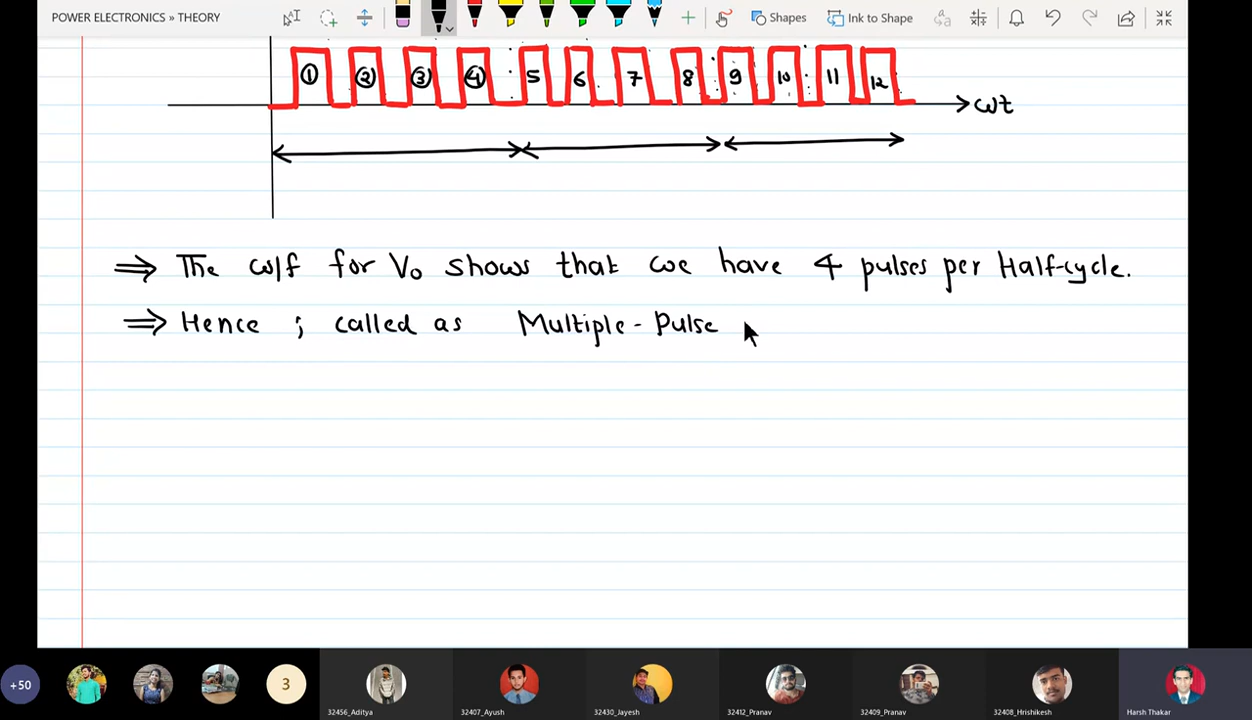 POWER ELECTRONICS » THEORY
Shapes
Ink to Shape
① ② ③ ④ 5 6 7 8 9 10 11 12
ωt
⇒ The w/f for Vo shows that we have 4 pulses per Half-cycle.
⇒ Hence ; called as Multiple-Pulse
+50
3
32456_Aditya
32407_Ayush
32430_Jayesh
32412_Pranav
32409_Pranav
32408_Hrishikesh
Harsh Thakar